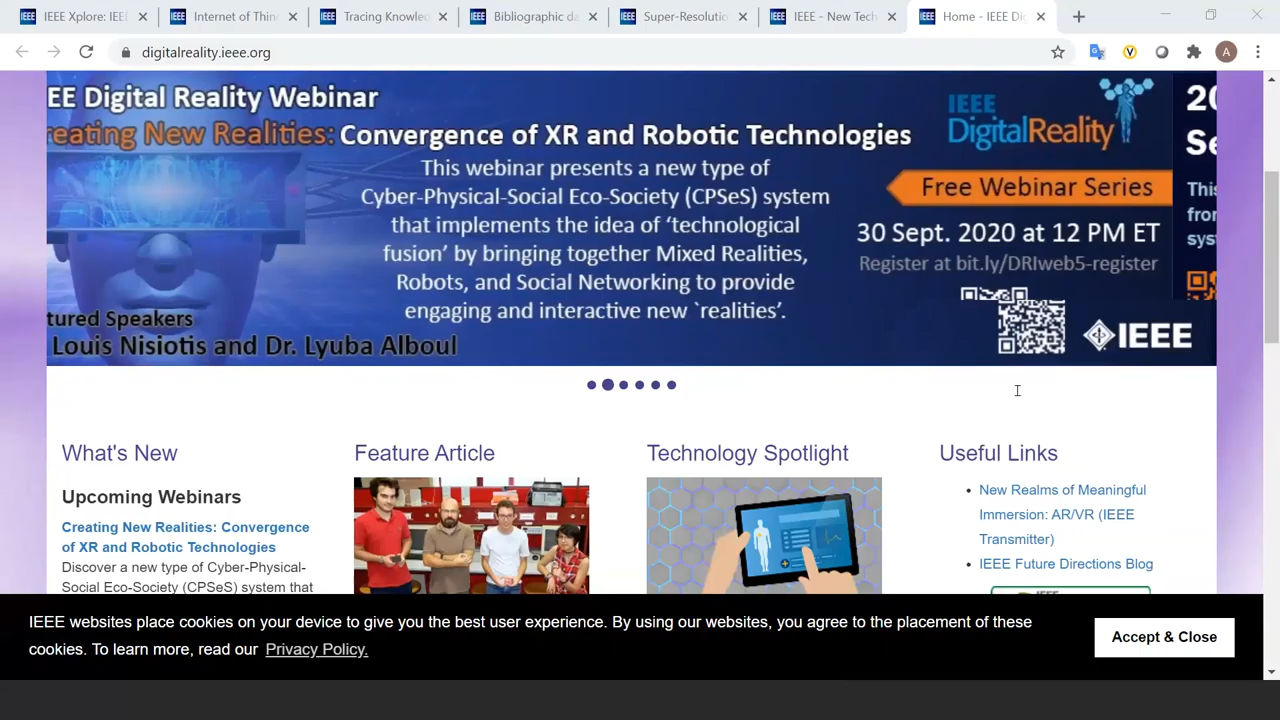 IEEE Xplore: IEE
Internet of Thin
Tracing Knowle
Bibliographic da
Super-Resolutio
IEEE - New Tech
Home - IEEE Dig
digitalreality.ieee.org
A
EE Digital Reality Webinar
reating New Realities: Convergence of XR and Robotic Technologies
This webinar presents a new type of
Cyber-Physical-Social Eco-Society (CPSeS) system
that implements the idea of ‘technological
fusion’ by bringing together Mixed Realities,
Robots, and Social Networking to provide
engaging and interactive new `realities’.
tured Speakers
Louis Nisiotis and Dr. Lyuba Alboul
IEEE
DigitalReality
Free Webinar Series
30 Sept. 2020 at 12 PM ET
Register at bit.ly/DRIweb5-register
IEEE
20
Se
This
from
syst
What's New
Upcoming Webinars
Creating New Realities: Convergence
of XR and Robotic Technologies
Discover a new type of Cyber-Physical-
Social Eco-Society (CPSeS) system that
Feature Article
Technology Spotlight
Useful Links
• New Realms of Meaningful
Immersion: AR/VR (IEEE
Transmitter)
• IEEE Future Directions Blog
IEEE websites place cookies on your device to give you the best user experience. By using our websites, you agree to the placement of these
cookies. To learn more, read our Privacy Policy.
Accept & Close